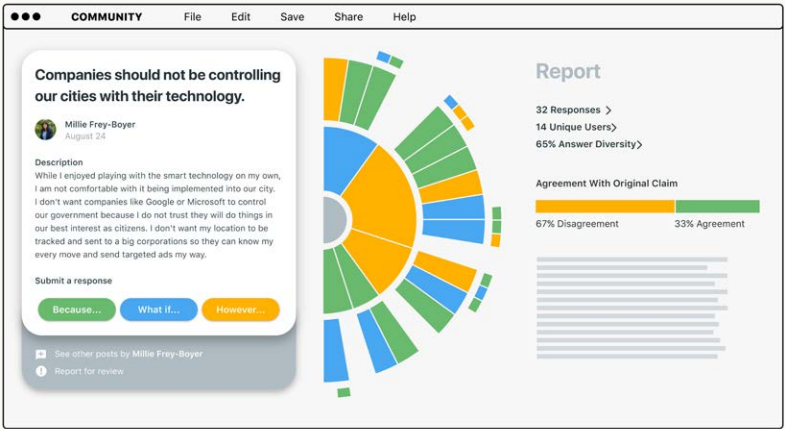 COMMUNITY File Edit Save Share Help
Companies should not be controlling
our cities with their technology.
Millie Frey-Boyer
August 24
Description
While I enjoyed playing with the smart technology on my own,
I am not comfortable with it being implemented into our city.
I don't want companies like Google or Microsoft to control
our government because I do not trust they will do things in
our best interest as citizens. I don't want my location to be
tracked and sent to a big corporations so they can know my
every move and send targeted ads my way.
Submit a response
Because... What if... However...
See other posts by Millie Frey-Boyer
Report for review
Report
32 Responses >
14 Unique Users>
65% Answer Diversity>
Agreement With Original Claim
67% Disagreement 33% Agreement